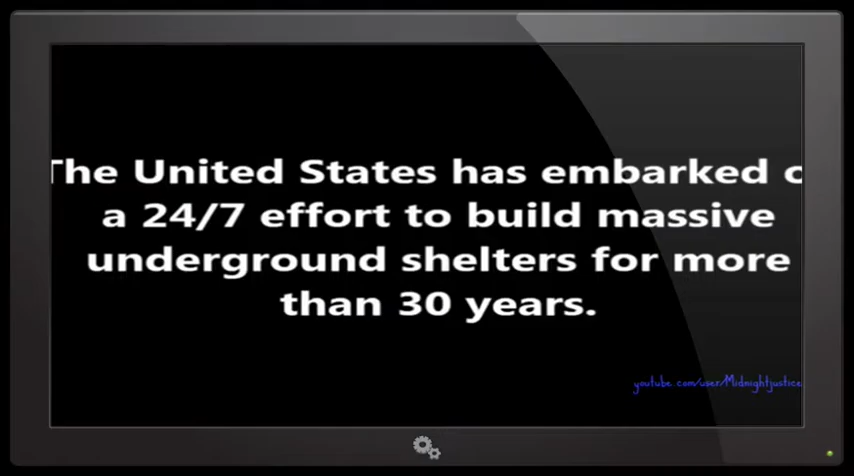 The United States has embarked o
a 24/7 effort to build massive
underground shelters for more
than 30 years.
youtube.com/user/Midnightjustice